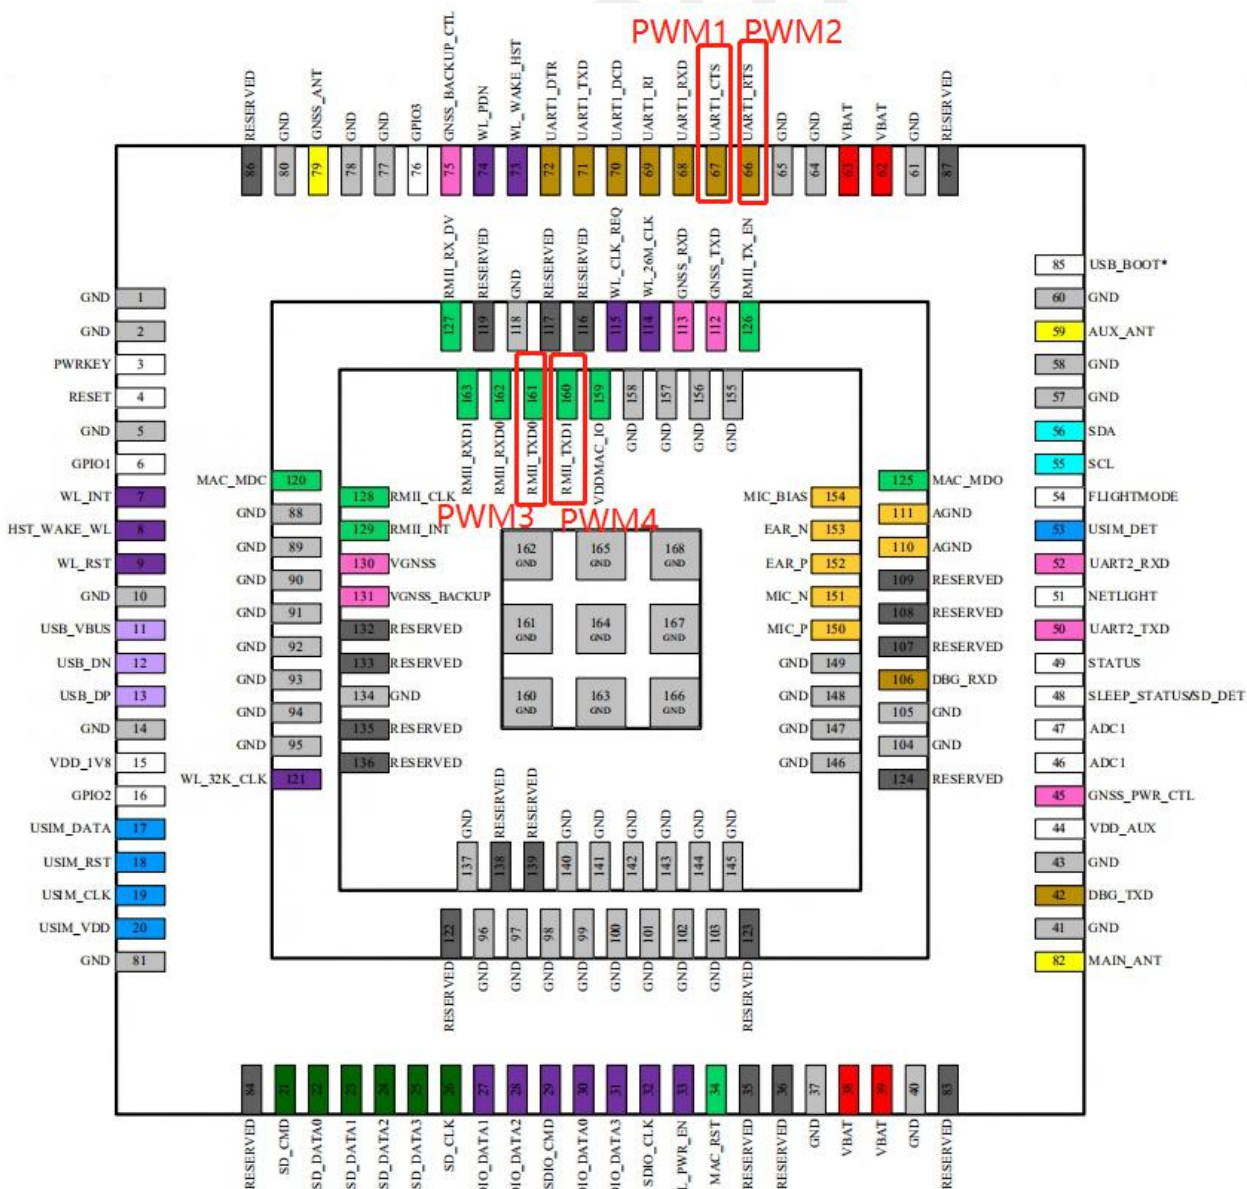 PWM1 PWM2
RESERVED
GND
GNSS_ANT
GND
GND
GPIO3
GNSS_BACKUP_CTL
WL_PDN
WL_WAKE_HST
UART1_DTR
UART1_TXD
UART1_DCD
UART1_RI
UART1_RXD
UART1_CTS
UART1_RTS
GND
GND
VBAT
VBAT
GND
RESERVED
86 80 79 78 77 76 75 74 73 72 71 70 69 68 67 66 65 64 63 62 61 87
RMII_RX_DV
RESERVED
GND
RESERVED
RESERVED
WL_CLK_REQ
WL_26M_CLK
GNSS_RXD
GNSS_TXD
RMII_TX_EN
127 119 118 117 116 115 114 113 112 126
163 162 161 160 159 158 157 156 155
RMII_RXD1
RMII_RXD0
RMII_TXD0
RMII_TXD1
VDDMAC_IO
GND
GND
GND
GND
PWM3 PWM4
GND 1
GND 2
PWRKEY 3
RESET 4
GND 5
GPIO1 6
WL_INT 7
HST_WAKE_WL 8
WL_RST 9
GND 10
USB_VBUS 11
USB_DN 12
USB_DP 13
GND 14
VDD_1V8 15
GPIO2 16
USIM_DATA 17
USIM_RST 18
USIM_CLK 19
USIM_VDD 20
GND 81
MAC_MDC 120
GND 88
GND 89
GND 90
GND 91
GND 92
GND 93
GND 94
GND 95
WL_32K_CLK 121
128 RMII_CLK
129 RMII_INT
130 VGNSS
131 VGNSS_BACKUP
132 RESERVED
133 RESERVED
134 GND
135 RESERVED
136 RESERVED
162 165 168
GND GND GND
161 164 167
GND GND GND
160 163 166
GND GND GND
MIC_BIAS 154
EAR_N 153
EAR_P 152
MIC_N 151
MIC_P 150
GND 149
GND 148
GND 147
GND 146
125 MAC_MDO
111 AGND
110 AGND
109 RESERVED
108 RESERVED
107 RESERVED
106 DBG_RXD
105 GND
104 GND
124 RESERVED
85 USB_BOOT*
60 GND
59 AUX_ANT
58 GND
57 GND
56 SDA
55 SCL
54 FLIGHTMODE
53 USIM_DET
52 UART2_RXD
51 NETLIGHT
50 UART2_TXD
49 STATUS
48 SLEEP_STATUS/SD_DET
47 ADC1
46 ADC1
45 GNSS_PWR_CTL
44 VDD_AUX
43 GND
42 DBG_TXD
41 GND
82 MAIN_ANT
GND
RESERVED
RESERVED
GND
GND
GND
GND
GND
GND
137 138 139 140 141 142 143 144 145
122 96 97 98 99 100 101 102 103 123
RESERVED
GND
GND
GND
GND
GND
GND
GND
GND
RESERVED
84 21 22 23 24 25 26 27 28 29 30 31 32 33 34 35 36 37 38 39 40 83
RESERVED
SD_CMD
SD_DATA0
SD_DATA1
SD_DATA2
SD_DATA3
SD_CLK
DIO_DATA1
DIO_DATA2
SDIO_CMD
DIO_DATA0
DIO_DATA3
SDIO_CLK
L_PWR_EN
MAC_RST
RESERVED
RESERVED
GND
VBAT
VBAT
GND
RESERVED